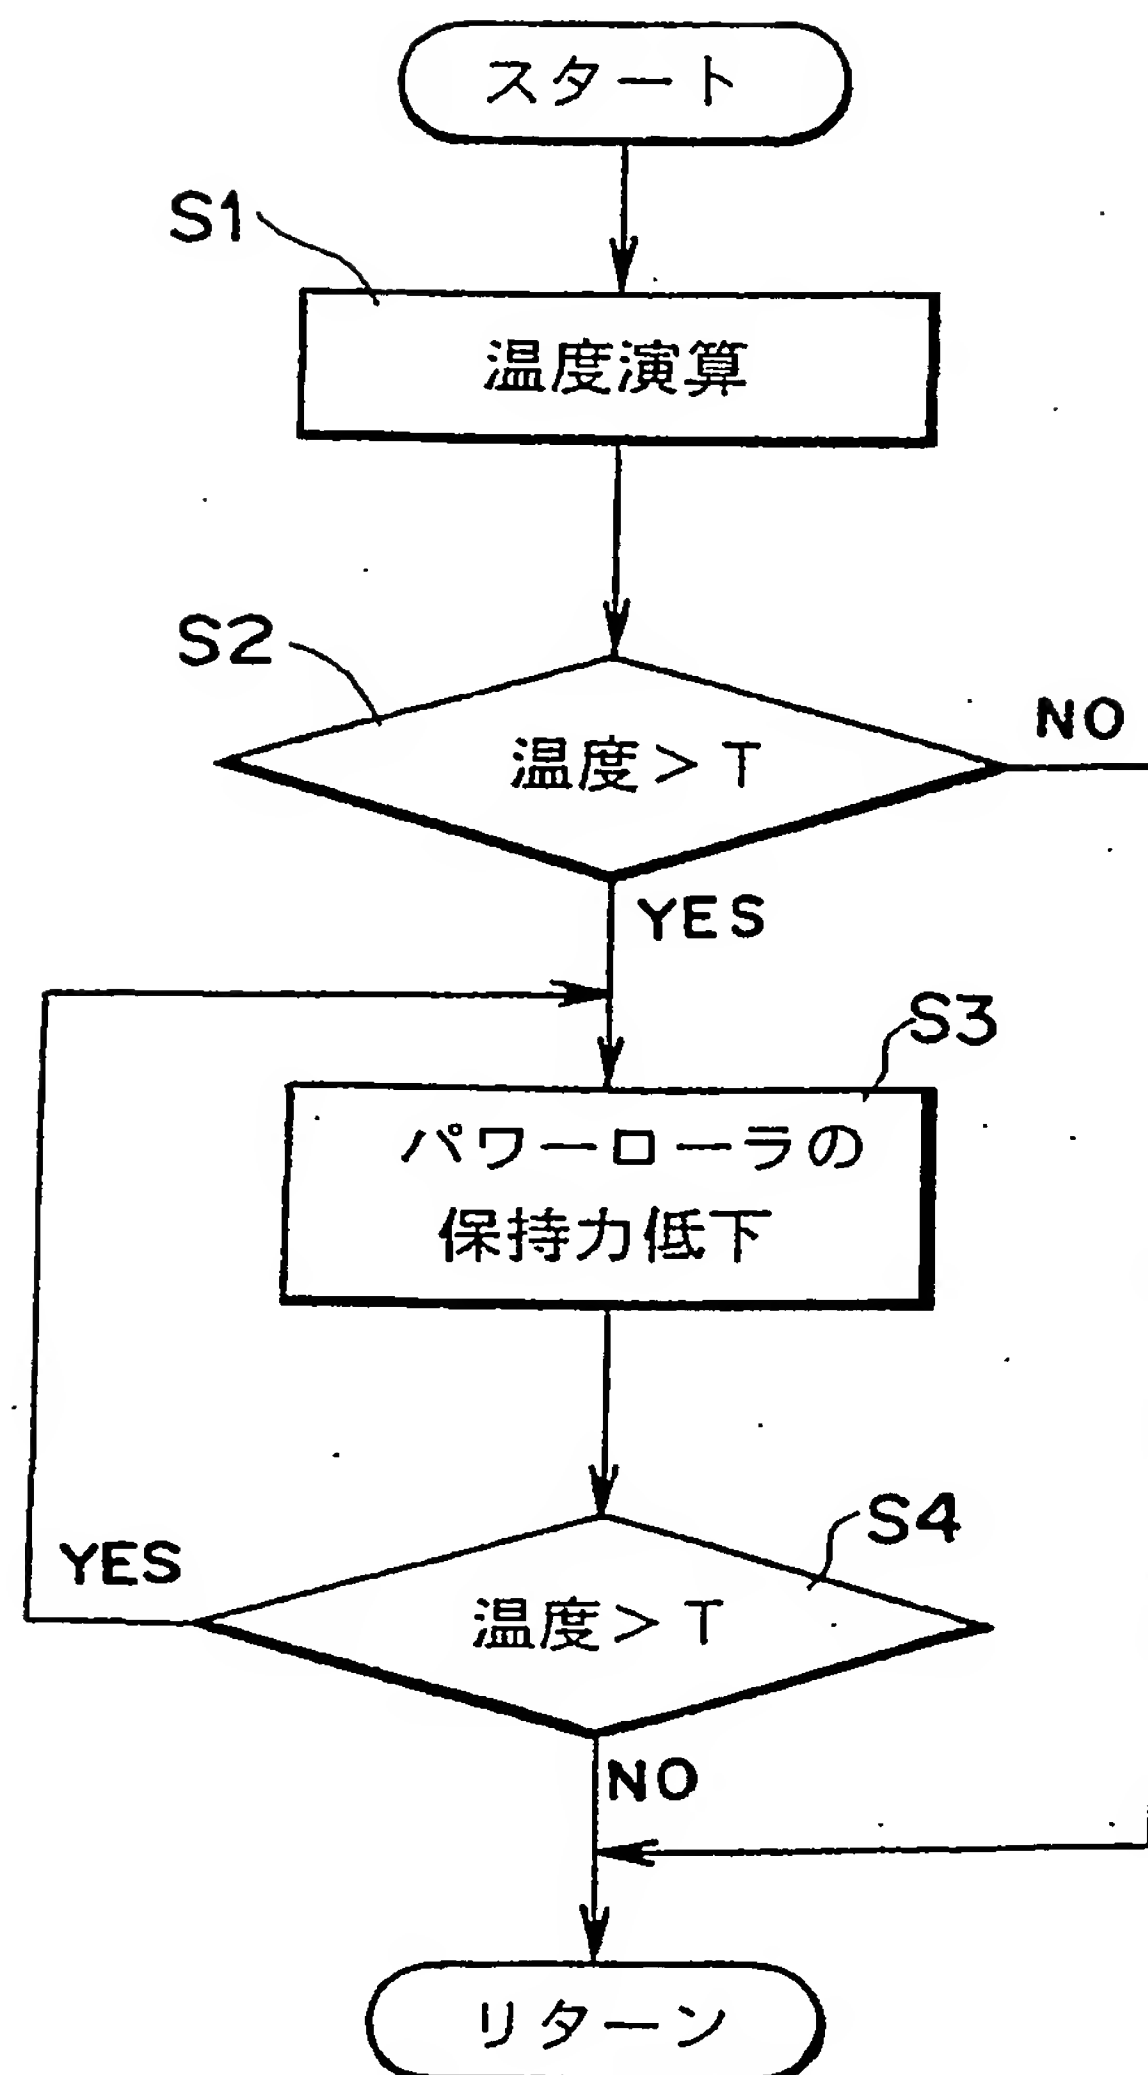 スタート
S1
温度演算
S2
温度>T
NO
YES
S3
パワーローラの
保持力低下
S4
YES
温度>T
NO
リターン